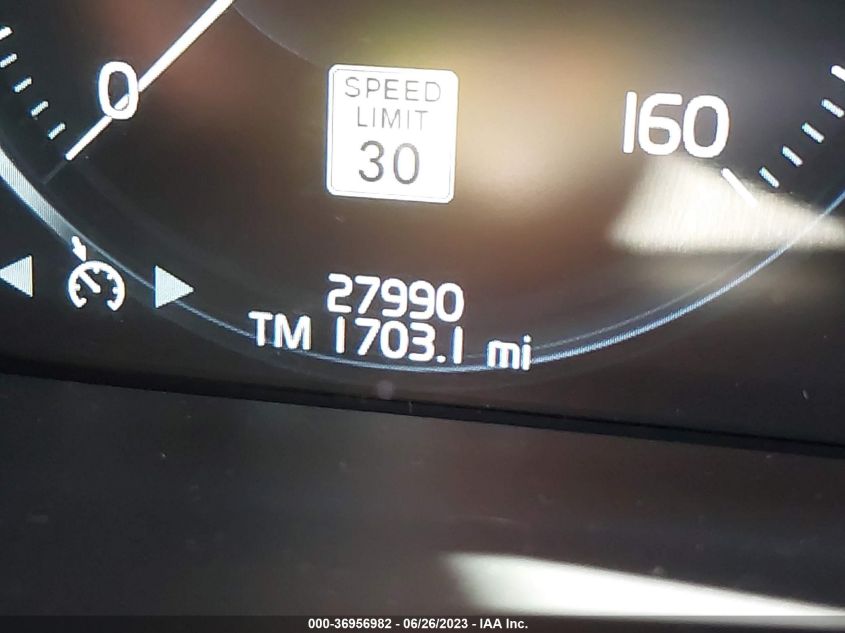 0
160
SPEED
LIMIT
30
27990
TM 1703.1 mi
000-36956982 - 06/26/2023 - IAA Inc.